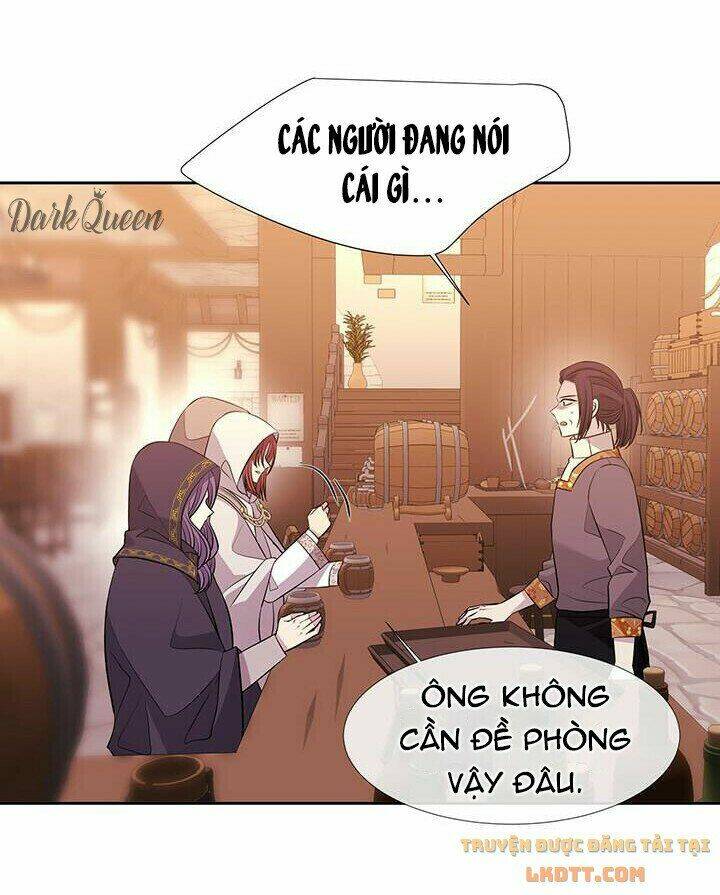 CÁC NGƯỜI ĐANG NÓI
CÁI GÌ...
DarkQueen
WANTED
ÔNG KHÔNG
CẦN ĐỀ PHÒNG
VẬY ĐÂU.
TRUYỆN ĐƯỢC ĐĂNG TẢI TẠI
LKDTT.COM